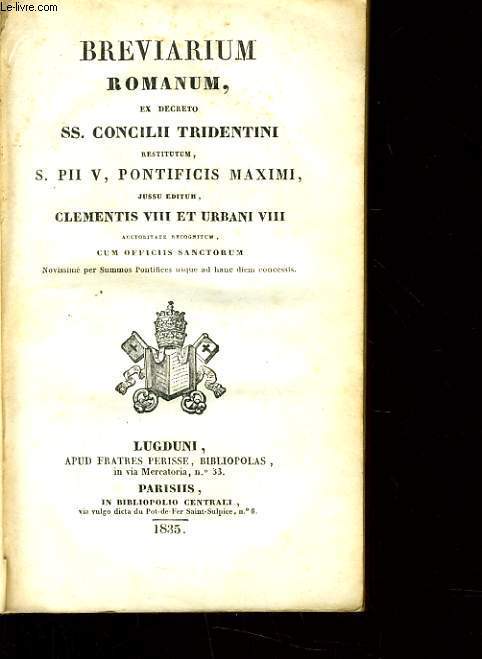 Le-livre.com
BREVIARIUM
ROMANUM,
EX DECRETO
SS. CONCILII TRIDENTINI
RESTITUTUM,
S. PII V, PONTIFICIS MAXIMI,
JUSSU EDITUM,
CLEMENTIS VIII ET URBANI VIII
AUCTORITATE RECOGNITUM,
CUM OFFICIIS SANCTORUM
Novissimè per Summos Pontifices usque ad hanc diem concessis.
LUGDUNI,
APUD FRATRES PERISSE, BIBLIOPOLAS,
in via Mercatoria, n.º 33.
PARISIIS,
IN BIBLIOPOLIO CENTRALI,
via vulgo dicta du Pot-de-Fer Saint-Sulpice, n.º 8.
1835.